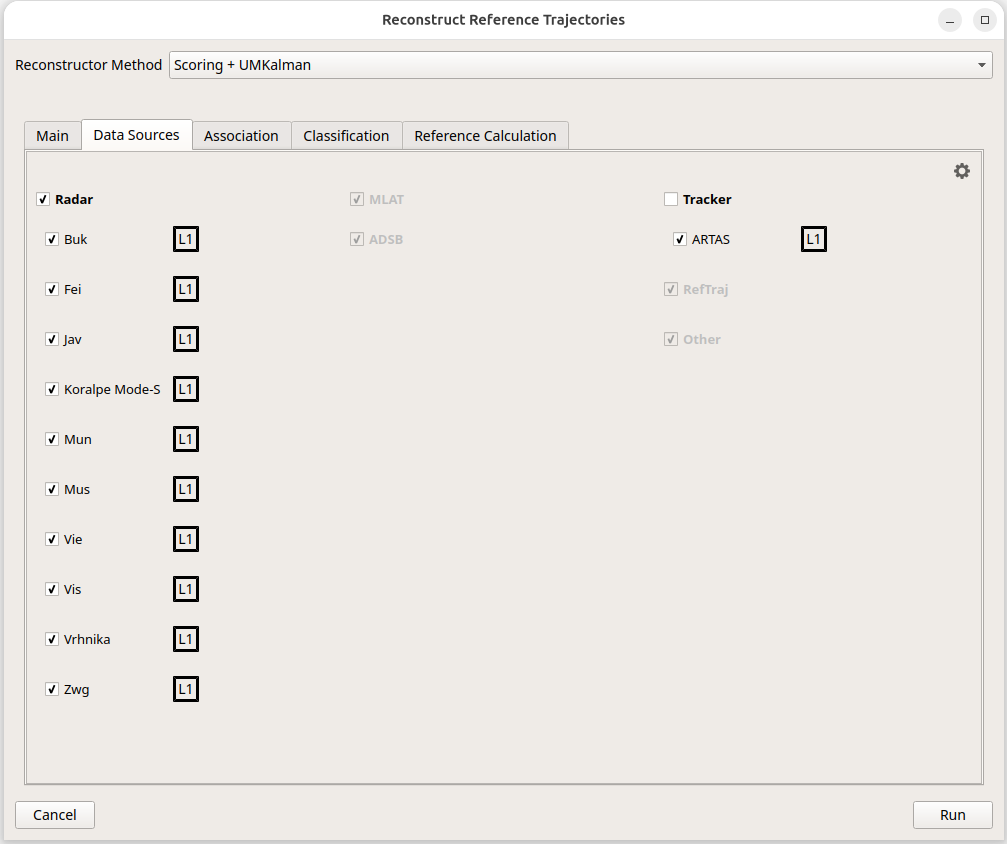 Reconstruct Reference Trajectories
Reconstructor Method Scoring + UMKalman
Main Data Sources Association Classification Reference Calculation
Radar MLAT Tracker
Buk L1 ADSB ARTAS L1
Fei L1 RefTraj
Jav L1 Other
Koralpe Mode-S L1
Mun L1
Mus L1
Vie L1
Vis L1
Vrhnika L1
Zwg L1
Cancel Run